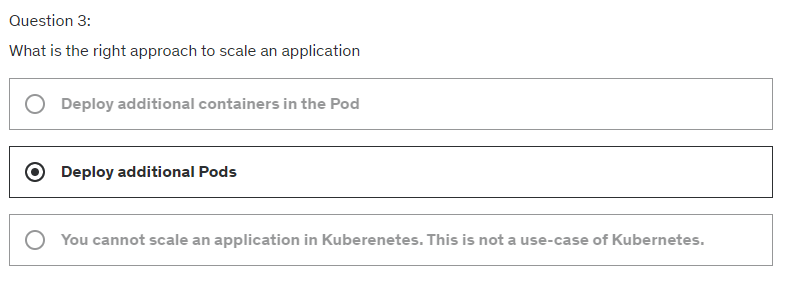 Question 3:
What is the right approach to scale an application
Deploy additional containers in the Pod
Deploy additional Pods
You cannot scale an application in Kuberenetes. This is not a use-case of Kubernetes.